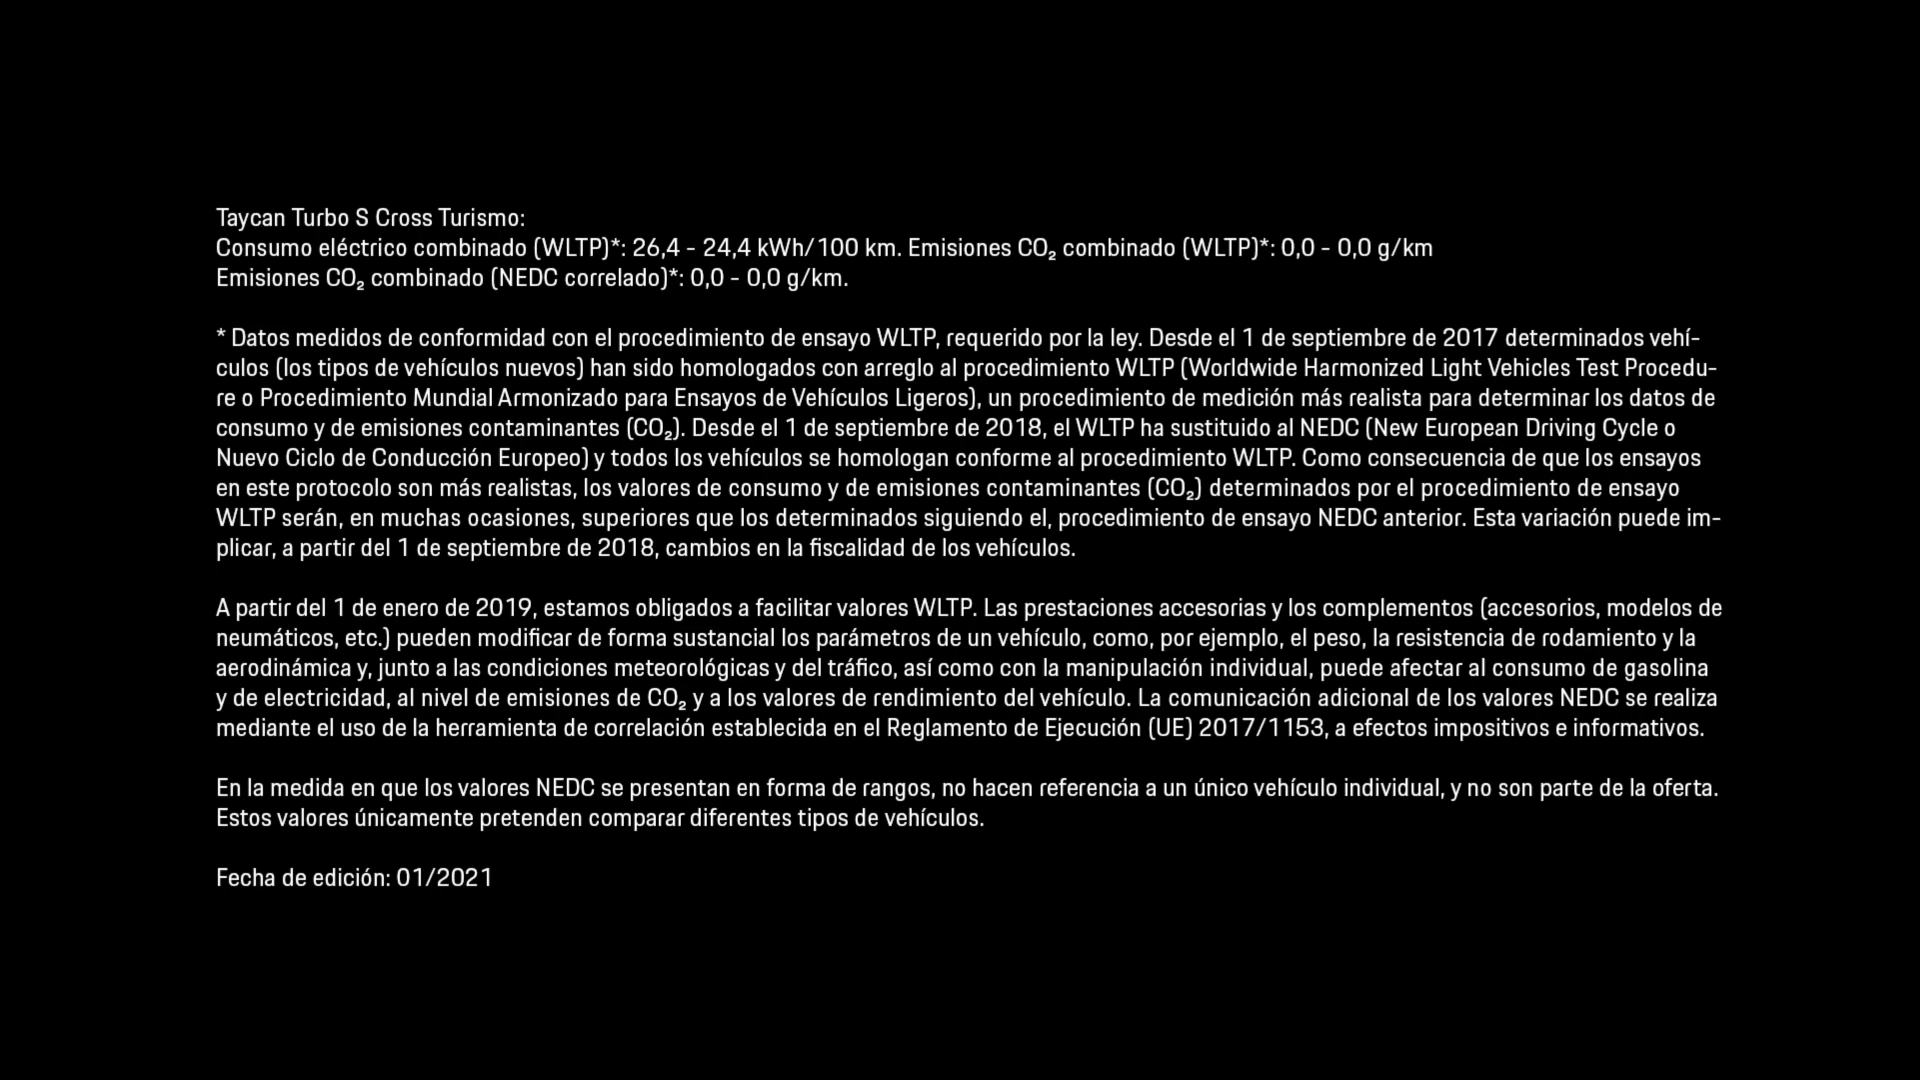 Taycan Turbo S Cross Turismo:
Consumo eléctrico combinado (WLTP)*: 26,4 - 24,4 kWh/100 km. Emisiones CO₂ combinado (WLTP)*: 0,0 - 0,0 g/km
Emisiones CO₂ combinado (NEDC correlado)*: 0,0 - 0,0 g/km.
* Datos medidos de conformidad con el procedimiento de ensayo WLTP, requerido por la ley. Desde el 1 de septiembre de 2017 determinados vehí-
culos (los tipos de vehículos nuevos) han sido homologados con arreglo al procedimiento WLTP (Worldwide Harmonized Light Vehicles Test Procedu-
re o Procedimiento Mundial Armonizado para Ensayos de Vehículos Ligeros), un procedimiento de medición más realista para determinar los datos de
consumo y de emisiones contaminantes (CO₂). Desde el 1 de septiembre de 2018, el WLTP ha sustituido al NEDC (New European Driving Cycle o
Nuevo Ciclo de Conducción Europeo) y todos los vehículos se homologan conforme al procedimiento WLTP. Como consecuencia de que los ensayos
en este protocolo son más realistas, los valores de consumo y de emisiones contaminantes (CO₂) determinados por el procedimiento de ensayo
WLTP serán, en muchas ocasiones, superiores que los determinados siguiendo el, procedimiento de ensayo NEDC anterior. Esta variación puede im-
plicar, a partir del 1 de septiembre de 2018, cambios en la fiscalidad de los vehículos.
A partir del 1 de enero de 2019, estamos obligados a facilitar valores WLTP. Las prestaciones accesorias y los complementos (accesorios, modelos de
neumáticos, etc.) pueden modificar de forma sustancial los parámetros de un vehículo, como, por ejemplo, el peso, la resistencia de rodamiento y la
aerodinámica y, junto a las condiciones meteorológicas y del tráfico, así como con la manipulación individual, puede afectar al consumo de gasolina
y de electricidad, al nivel de emisiones de CO₂ y a los valores de rendimiento del vehículo. La comunicación adicional de los valores NEDC se realiza
mediante el uso de la herramienta de correlación establecida en el Reglamento de Ejecución (UE) 2017/1153, a efectos impositivos e informativos.
En la medida en que los valores NEDC se presentan en forma de rangos, no hacen referencia a un único vehículo individual, y no son parte de la oferta.
Estos valores únicamente pretenden comparar diferentes tipos de vehículos.
Fecha de edición: 01/2021